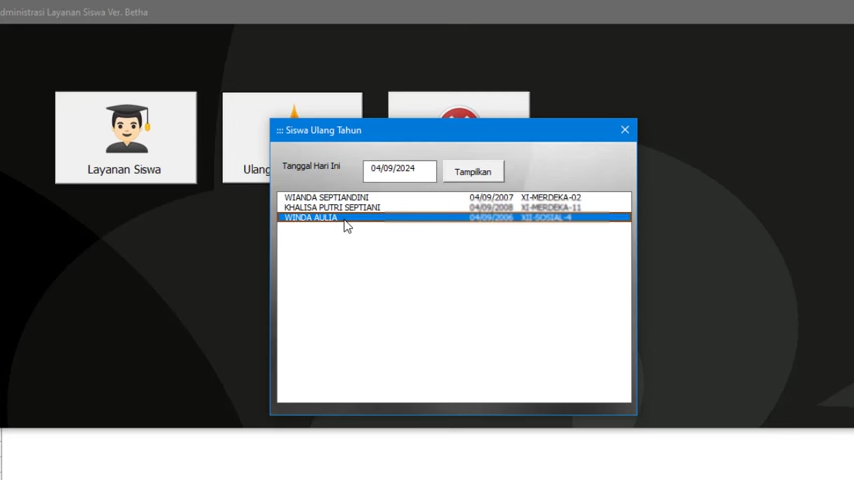 dministrasi Layanan Siswa Ver. Betha
Layanan Siswa
Ulang
::: Siswa Ulang Tahun
Tanggal Hari Ini 04/09/2024 Tampilkan
WIANDA SEPTIANDINI 04/09/2007 XI-MERDEKA-02
KHALISA PUTRI SEPTIANI 04/09/2008 XI-MERDEKA-11
WINDA AULIA 04/09/2006 XII-SOSIAL-4